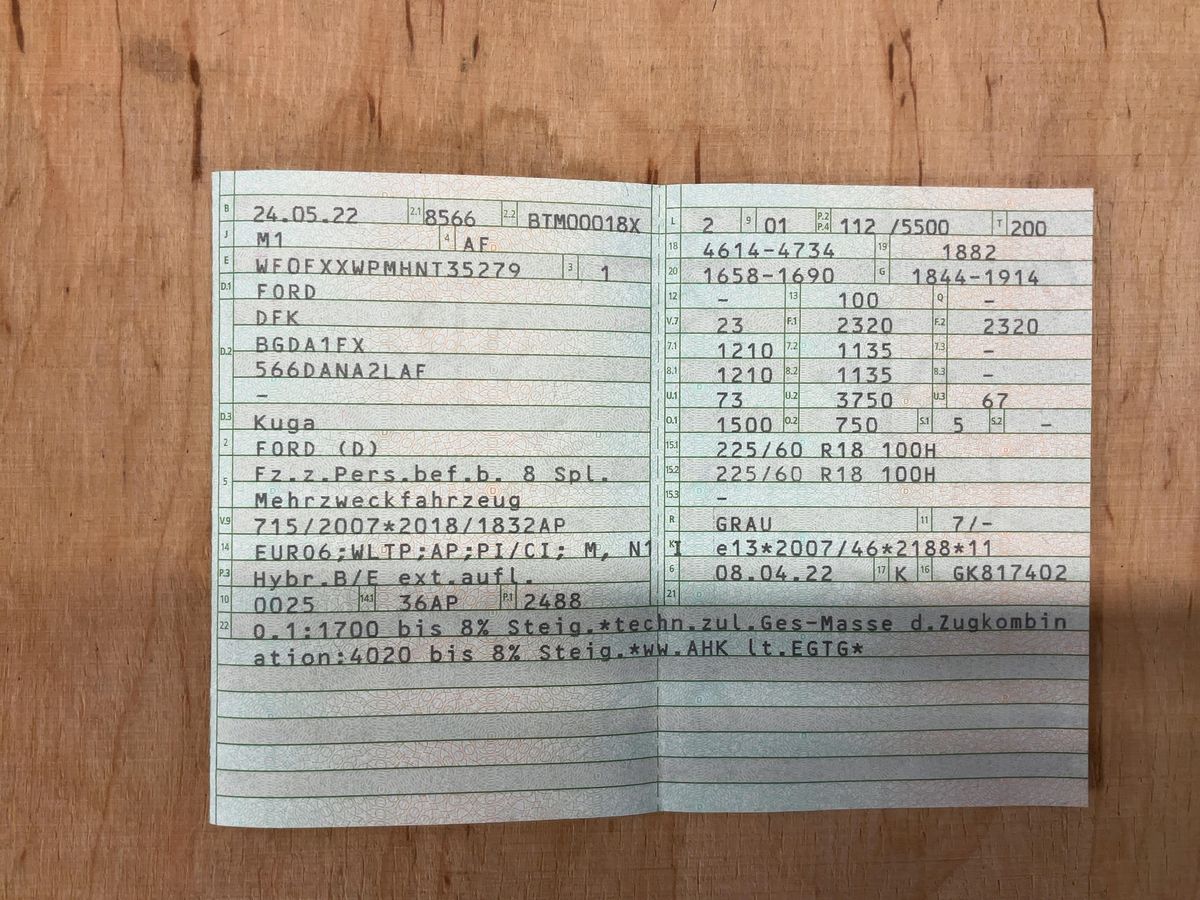 B 24.05.22 2.1 8566 2.2 BTM00018X
J M1 4 AF
E WF0FXXWPMHNT35279 3 1
D.1 FORD
DFK
D.2 BGDA1FX
566DANA2LAF
–
D.3 Kuga
2 FORD (D)
5 Fz.z.Pers.bef.b. 8 Spl.
Mehrzweckfahrzeug
V.9 715/2007*2018/1832AP
14 EURO6;WLTP;AP;PI/CI; M, N1 I
P.3 Hybr.B/E ext.aufl.
10 0025 14.1 36AP P.1 2488
L 2 9 01 P.2 P.4 112 /5500 T 200
18 4614-4734 19 1882
20 1658-1690 G 1844-1914
12 – 13 100 Q –
V.7 23 F.1 2320 F.2 2320
7.1 1210 7.2 1135 7.3 –
8.1 1210 8.2 1135 8.3 –
U.1 73 U.2 3750 U.3 67
O.1 1500 O.2 750 S.1 5 S.2 –
15.1 225/60 R18 100H
15.2 225/60 R18 100H
15.3 –
R GRAU 11 7/-
K e13*2007/46*2188*11
6 08.04.22 17 K 16 GK817402
21
22 O.1:1700 bis 8% Steig.*techn.zul.Ges-Masse d.Zugkombin
ation:4020 bis 8% Steig.*ww.AHK lt.EGTG*